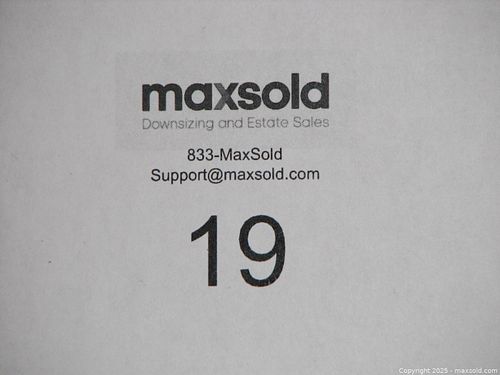 maxsold
Downsizing and Estate Sales
833-MaxSold
Support@maxsold.com
19
Copyright 2025 - maxsold.com